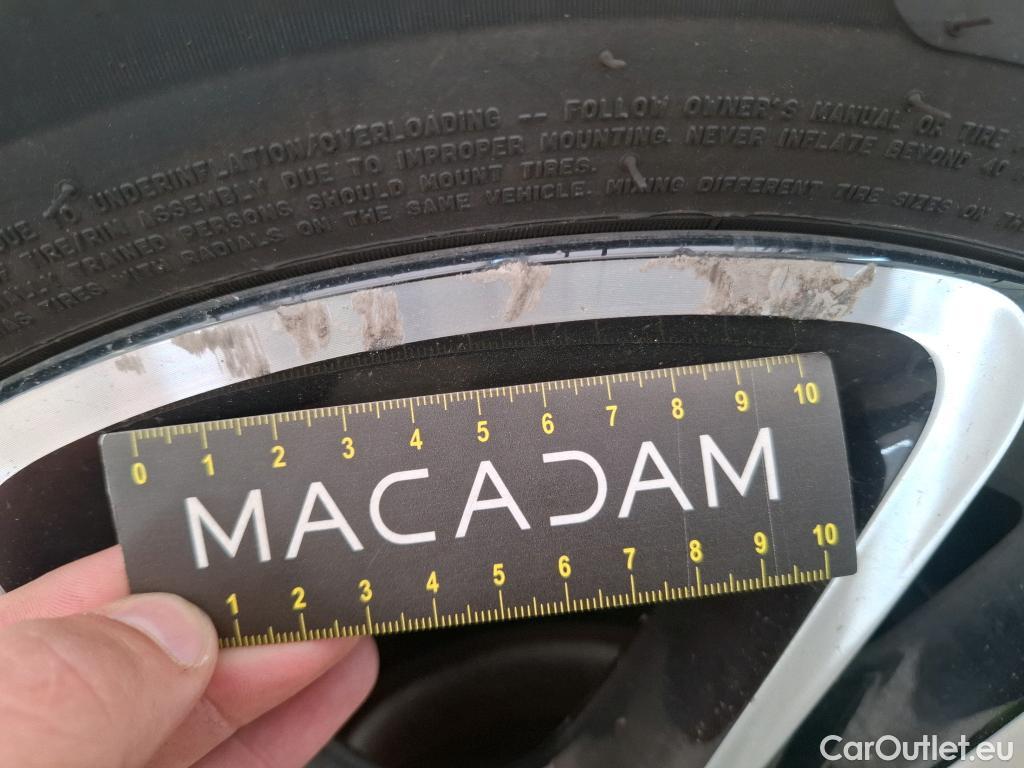 DUE TO UNDERINFLATION/OVERLOADING -- FOLLOW OWNER'S MANUAL OR TIRE
TIRE/RIM ASSEMBLY DUE TO IMPROPER MOUNTING. NEVER INFLATE BEYOND 40
TRAINED PERSONS SHOULD MOUNT TIRES.
TIRES WITH RADIALS ON THE SAME VEHICLE. MIXING DIFFERENT TIRE SIZES ON
0 1 2 3 4 5 6 7 8 9 10
MACADAM
1 2 3 4 5 6 7 8 9 10
CarOutlet.eu